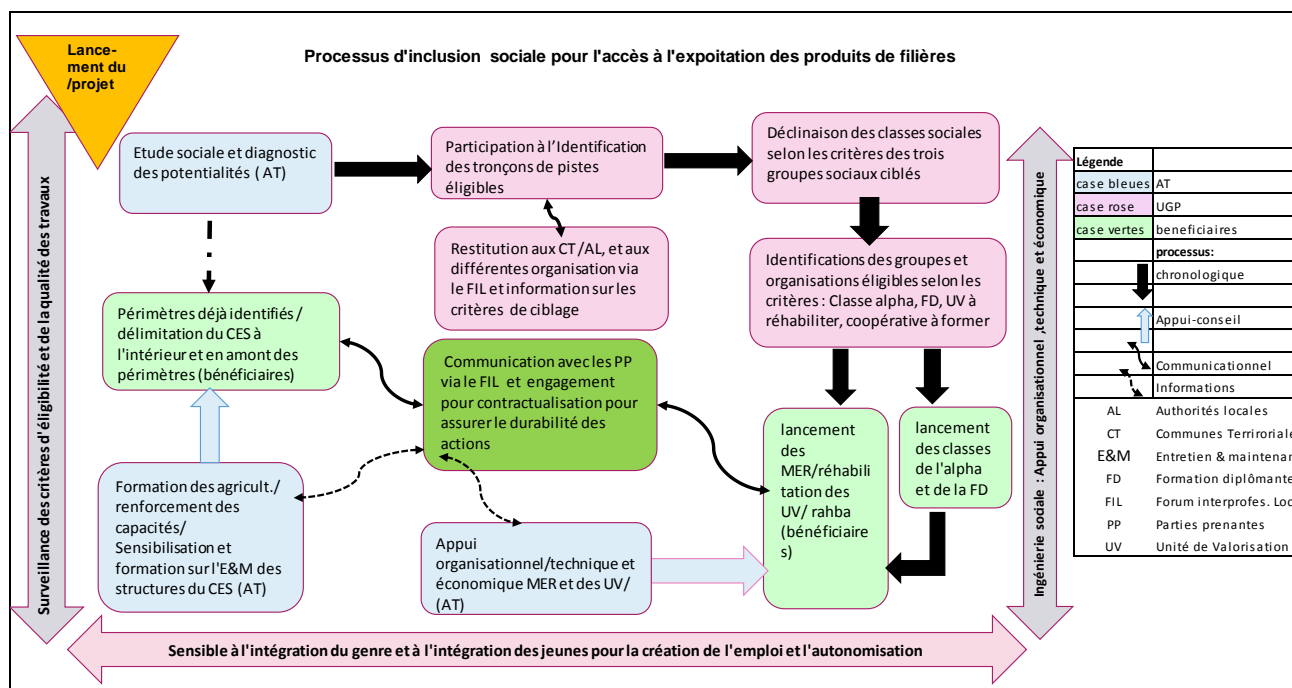 Lance-
ment du
/projet
Processus d'inclusion sociale pour l'accès à l'expoitation des produits de filières
Surveillance des critères d'éligibilité et de la qualité des travaux
Etude sociale et diagnostic
des potentialités ( AT)
Participation à l'Identification
des tronçons de pistes
éligibles
Déclinaison des classes sociales
selon les critères des trois
groupes sociaux ciblés
Restitution aux CT/AL, et aux
différentes organisation via
le FIL et information sur les
critères de ciblage
Identifications des groupes et
organisations éligibles selon les
critères : Classe alpha, FD, UV à
réhabiliter, coopérative à former
Périmètres déjà identifiés /
délimitation du CES à
l'intérieur et en amont des
périmètres (bénéficiaires)
Communication avec les PP
via le FIL et engagement
pour contractualisation pour
assurer le durabilité des
actions
lancement
des
MER/réhabili
tation des
UV/ rahba
(bénéficiaire
s)
lancement
des classes
de l'alpha
et de la FD
Formation des agricult./
renforcement des
capacités/
Sensibilisation et
formation sur l'E&M des
structures du CES (AT)
Appui
organisationnel/technique et
économique MER et des UV/
(AT)
Sensible à l'intégration du genre et à l'intégration des jeunes pour la création de l'emploi et l'autonomisation
Ingénierie sociale : Appui organisationnel ,technique et économique
Légende
case bleues AT
case rose UGP
case vertes beneficiaires
processus:
chronologique
Appui-conseil
Communicationnel
Informations
AL Authorités locales
CT Communes Terriroriale
E&M Entretien & maintenan
FD Formation diplômante
FIL Forum interprofes. Loc
PP Parties prenantes
UV Unité de Valorisation